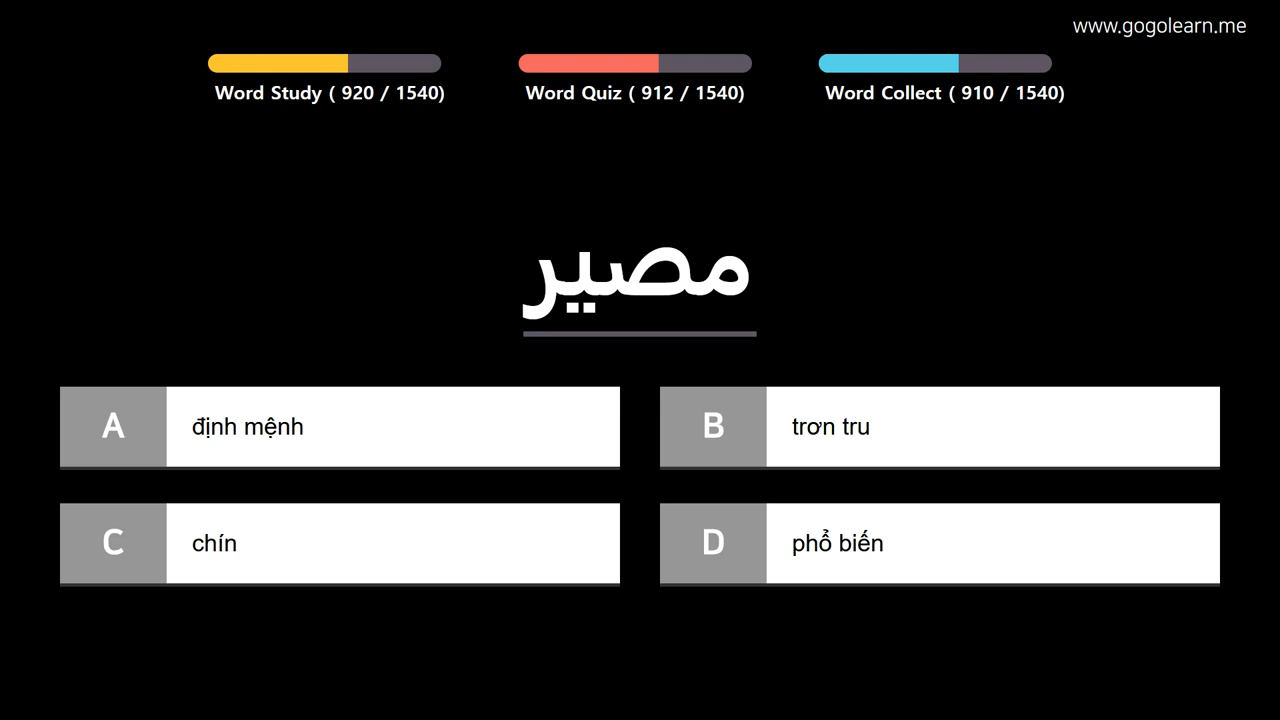 www.gogolearn.me
Word Study ( 920 / 1540)
Word Quiz ( 912 / 1540)
Word Collect ( 910 / 1540)
مصير
A
định mệnh
B
trơn tru
C
chín
D
phổ biến